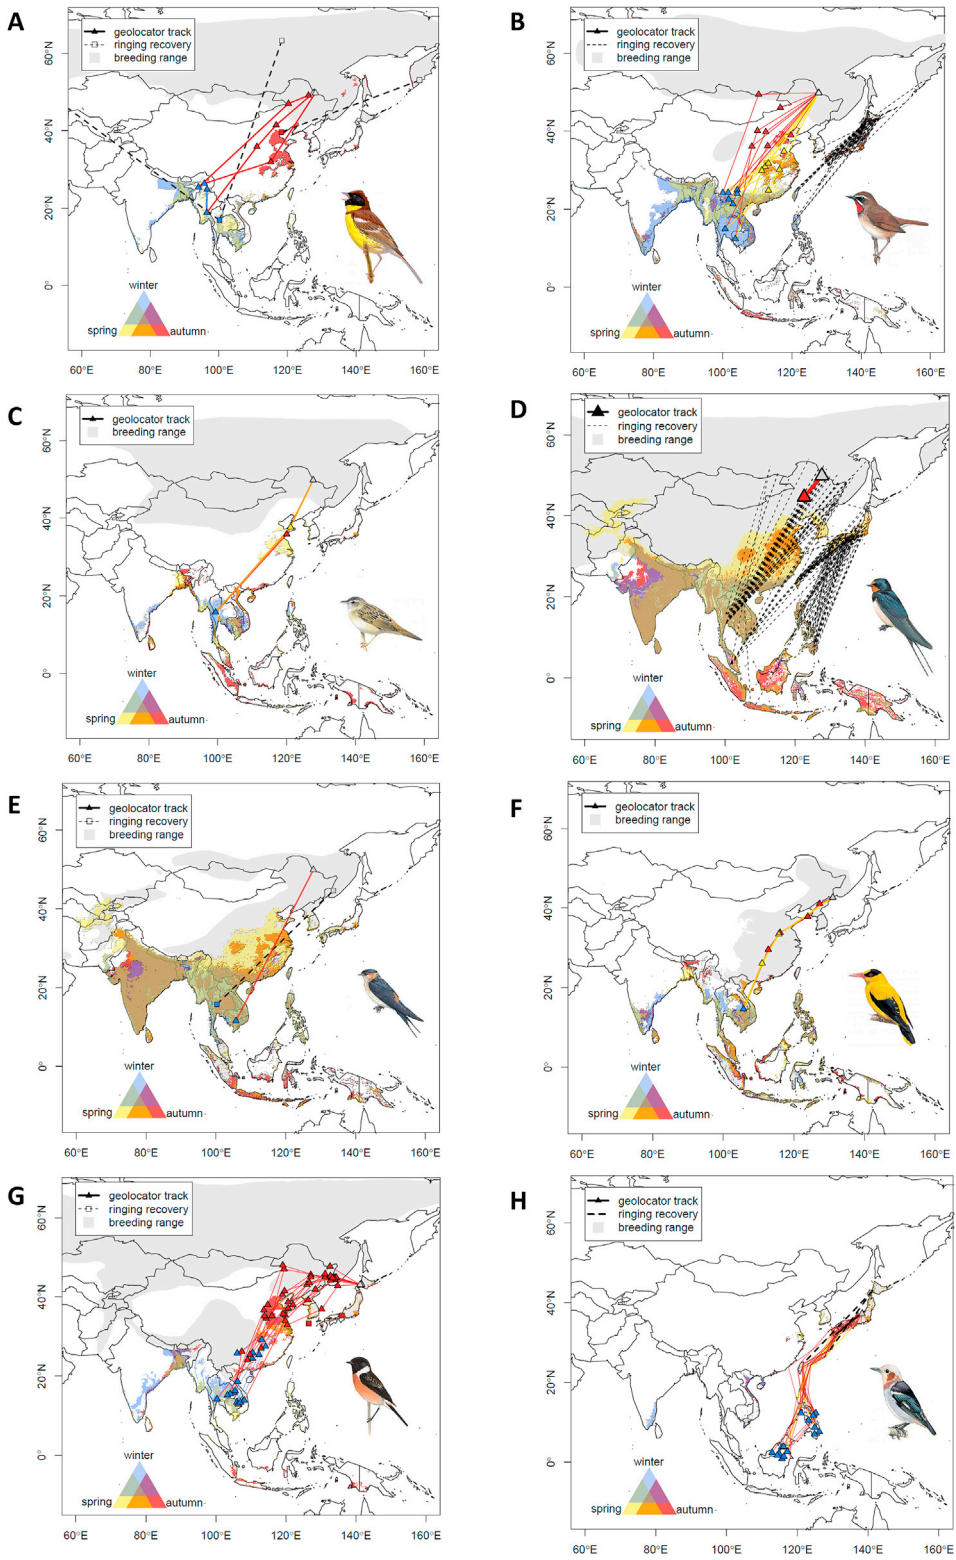 A
geolocator track
ringing recovery
breeding range
60°N
40°N
20°N
0°
winter
spring
autumn
60°E 80°E 100°E 120°E 140°E 160°E
B
geolocator track
ringing recovery
breeding range
60°N
40°N
20°N
0°
winter
spring
autumn
60°E 80°E 100°E 120°E 140°E 160°E
C
geolocator track
breeding range
60°N
40°N
20°N
0°
winter
spring
autumn
60°E 80°E 100°E 120°E 140°E 160°E
D
geolocator track
ringing recovery
breeding range
60°N
40°N
20°N
0°
winter
spring
autumn
60°E 80°E 100°E 120°E 140°E 160°E
E
geolocator track
ringing recovery
breeding range
60°N
40°N
20°N
0°
winter
spring
autumn
60°E 80°E 100°E 120°E 140°E 160°E
F
geolocator track
breeding range
60°N
40°N
20°N
0°
winter
spring
autumn
60°E 80°E 100°E 120°E 140°E 160°E
G
geolocator track
ringing recovery
breeding range
60°N
40°N
20°N
0°
winter
spring
autumn
60°E 80°E 100°E 120°E 140°E 160°E
H
geolocator track
ringing recovery
breeding range
60°N
40°N
20°N
0°
winter
spring
autumn
60°E 80°E 100°E 120°E 140°E 160°E